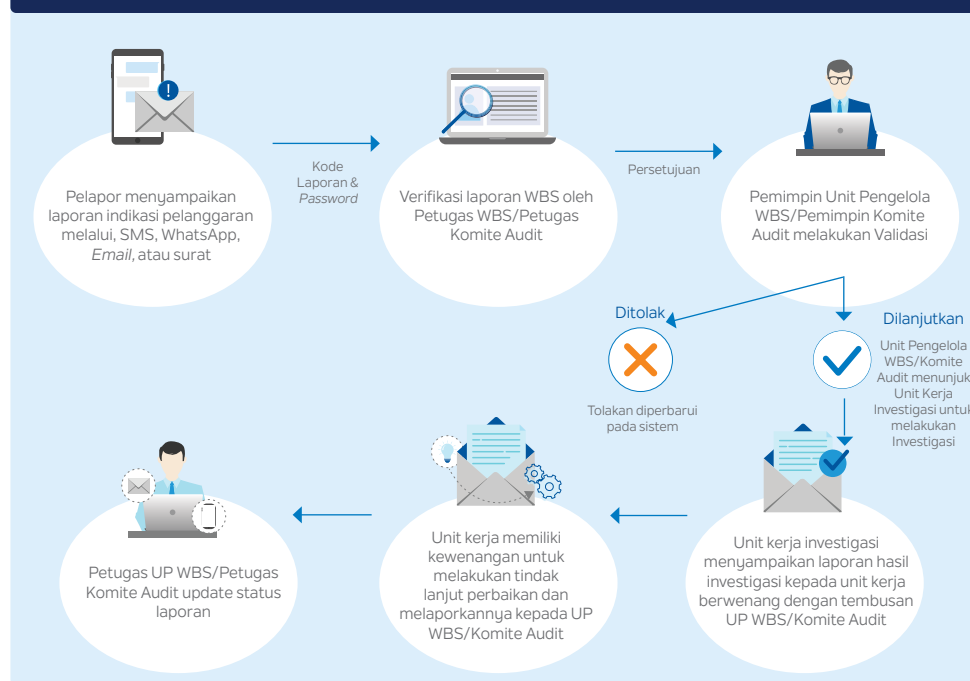 Pelapor menyampaikan
laporan indikasi pelanggaran
melalui, SMS, WhatsApp,
Email, atau surat
Kode
Laporan &
Password
Verifikasi laporan WBS oleh
Petugas WBS/Petugas
Komite Audit
Persetujuan
Pemimpin Unit Pengelola
WBS/Pemimpin Komite
Audit melakukan Validasi
Ditolak
Tolakan diperbarui
pada sistem
Dilanjutkan
Unit Pengelola
WBS/Komite
Audit menunjuk
Unit Kerja
Investigasi untuk
melakukan
Investigasi
Unit kerja investigasi
menyampaikan laporan hasil
investigasi kepada unit kerja
berwenang dengan tembusan
UP WBS/Komite Audit
Unit kerja memiliki
kewenangan untuk
melakukan tindak
lanjut perbaikan dan
melaporkannya kepada UP
WBS/Komite Audit
Petugas UP WBS/Petugas
Komite Audit update status
laporan